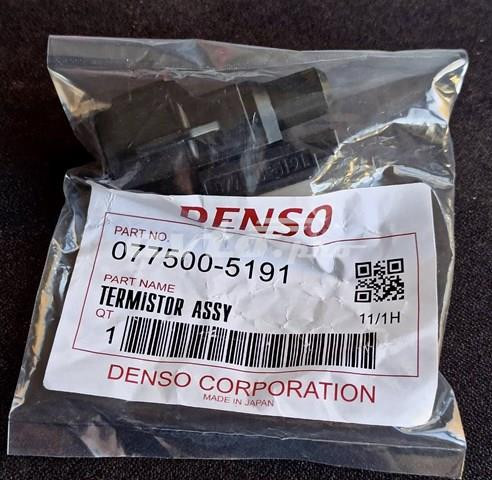 DENSO
PART NO.
077500-5191
PART NAME
TERMISTOR ASSY
11/1H
QT
1
DENSO CORPORATION
MADE IN JAPAN